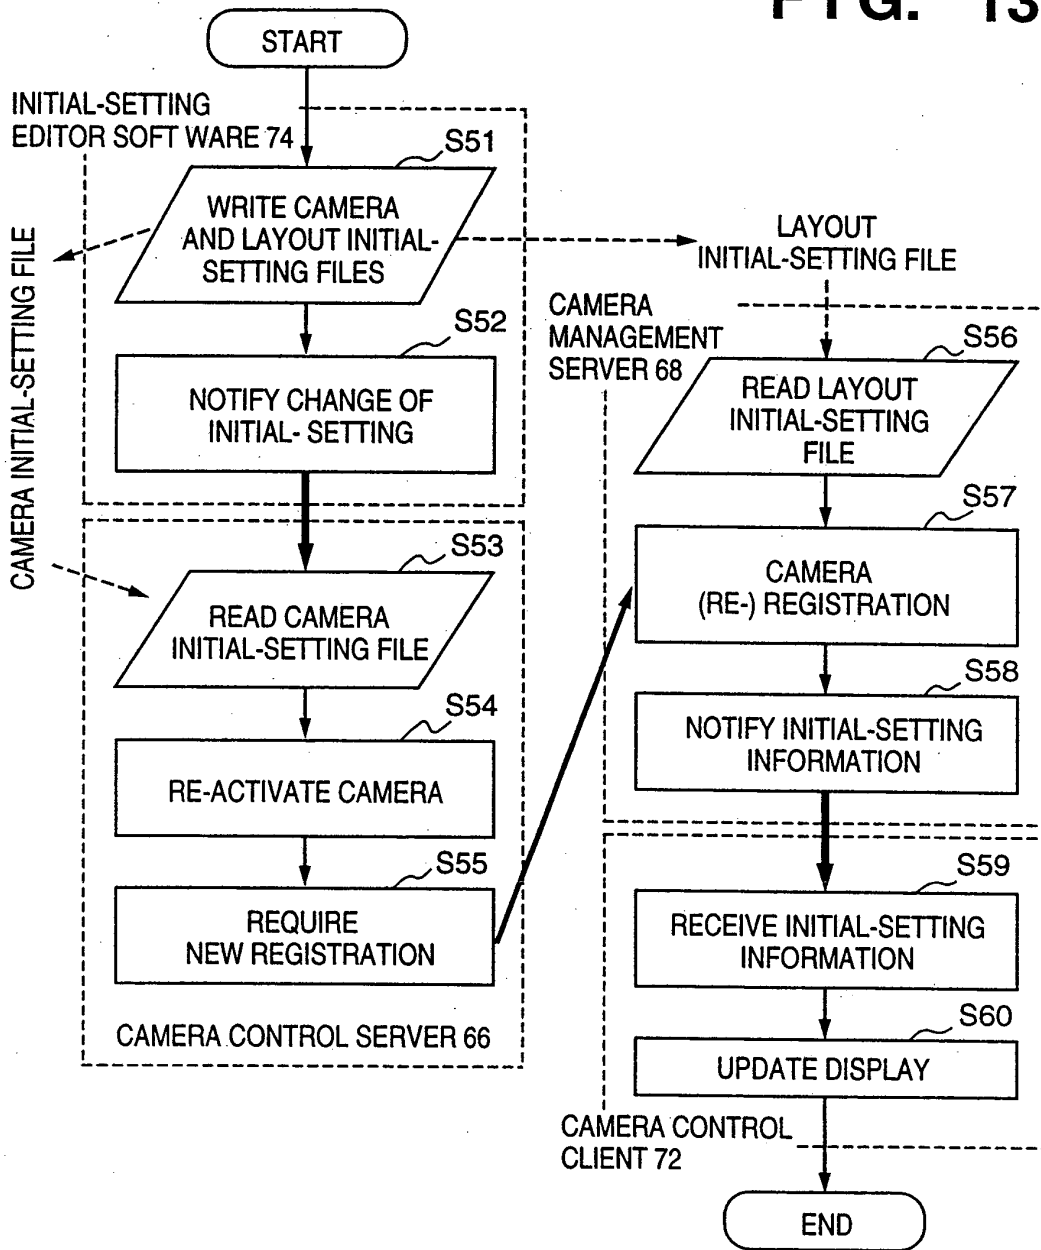 FIG. 13
START
INITIAL-SETTING
EDITOR SOFT WARE 74
S51
WRITE CAMERA
AND LAYOUT INITIAL-
SETTING FILES
CAMERA INITIAL-SETTING FILE
S52
NOTIFY CHANGE OF
INITIAL- SETTING
S53
READ CAMERA
INITIAL-SETTING FILE
S54
RE-ACTIVATE CAMERA
S55
REQUIRE
NEW REGISTRATION
CAMERA CONTROL SERVER 66
LAYOUT
INITIAL-SETTING FILE
CAMERA
MANAGEMENT
SERVER 68
S56
READ LAYOUT
INITIAL-SETTING
FILE
S57
CAMERA
(RE-) REGISTRATION
S58
NOTIFY INITIAL-SETTING
INFORMATION
S59
RECEIVE INITIAL-SETTING
INFORMATION
S60
UPDATE DISPLAY
CAMERA CONTROL
CLIENT 72
END